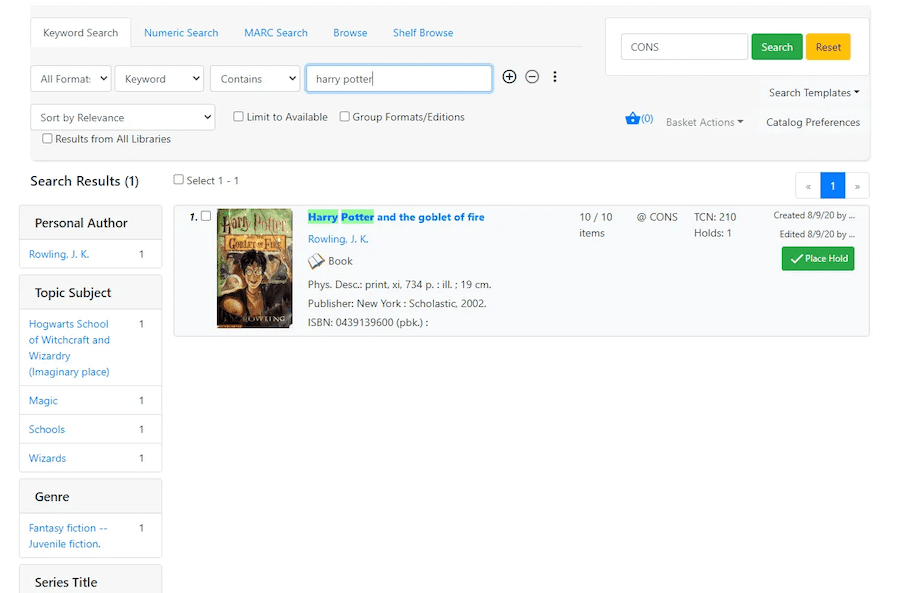 Keyword Search Numeric Search MARC Search Browse Shelf Browse
CONS Search Reset
All Format: Keyword Contains harry potter
Search Templates
Sort by Relevance Limit to Available Group Formats/Editions
(0) Basket Actions Catalog Preferences
Results from All Libraries
Search Results (1)
Select 1 - 1
« 1 »
Personal Author
Rowling, J. K. 1
Topic Subject
Hogwarts School 1
of Witchcraft and
Wizardry
(Imaginary place)
Magic 1
Schools 1
Wizards 1
Genre
Fantasy fiction -- 1
Juvenile fiction.
Series Title
1.
Harry Potter
GOBLET OF FIRE
ROWLING
Harry Potter and the goblet of fire
Rowling, J. K.
Book
Phys. Desc.: print, xi, 734 p. : ill. ; 19 cm.
Publisher: New York : Scholastic, 2002.
ISBN: 0439139600 (pbk.) :
10 / 10
items
@ CONS
TCN: 210
Holds: 1
Created 8/9/20 by ...
Edited 8/9/20 by ...
Place Hold